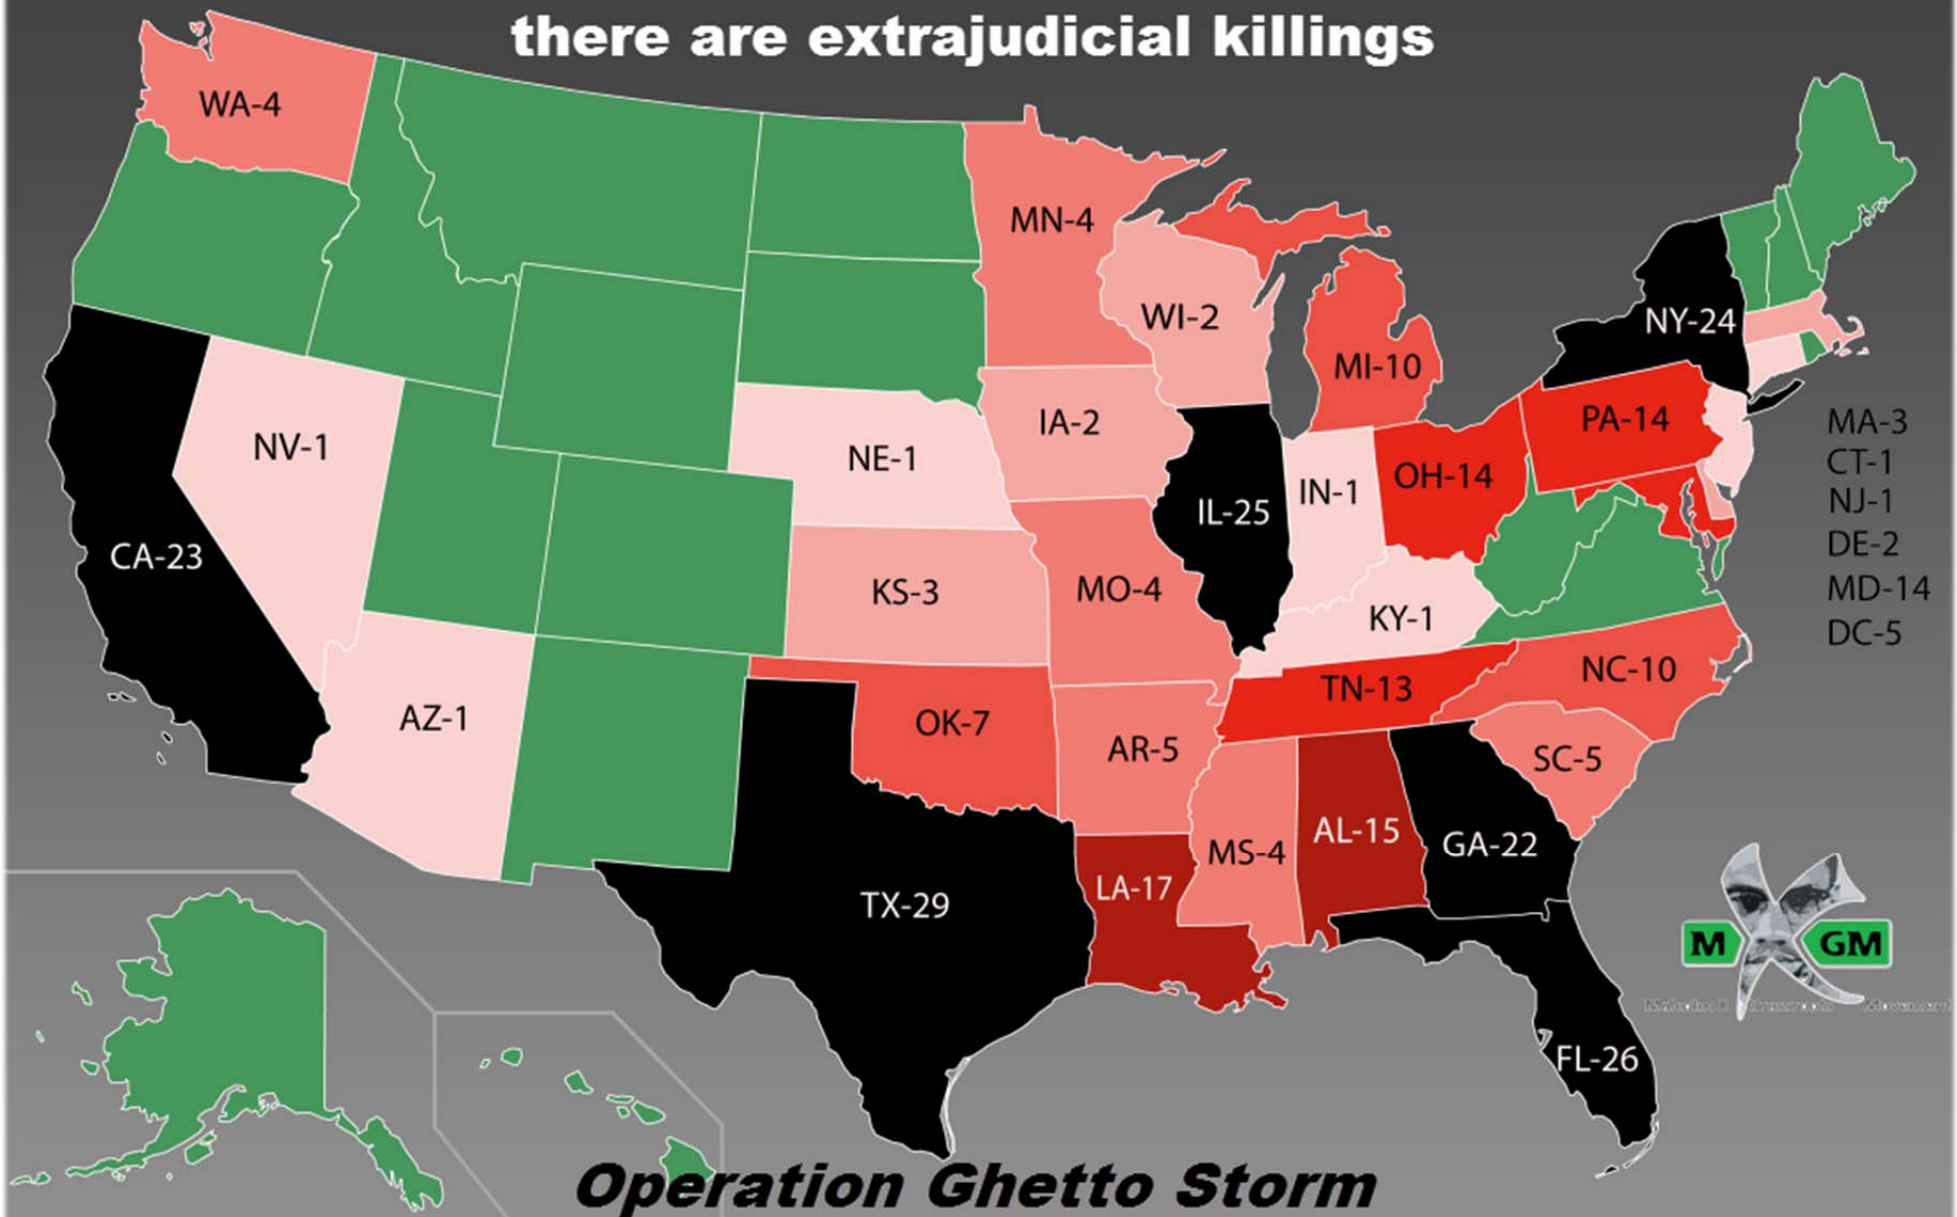 there are extrajudicial killings
WA-4
MN-4
WI-2
MI-10
NY-24
NV-1
NE-1
IA-2
PA-14
OH-14
IN-1
IL-25
CA-23
KS-3
MO-4
KY-1
MA-3
CT-1
NJ-1
DE-2
MD-14
DC-5
AZ-1
OK-7
AR-5
TN-13
NC-10
SC-5
TX-29
LA-17
MS-4
AL-15
GA-22
FL-26
M GM
Malcolm X Grassroots Movement
Operation Ghetto Storm